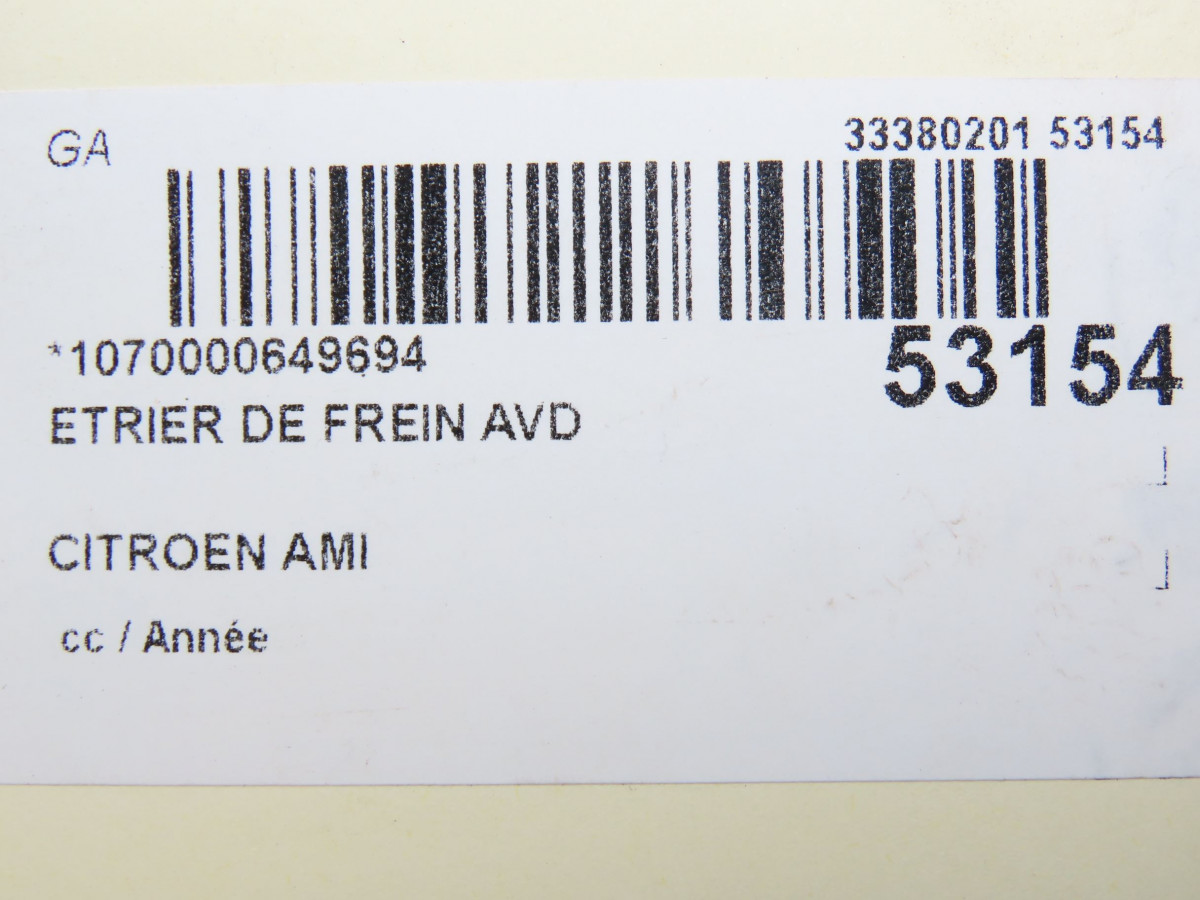 GA
33380201 53154
*1070000649694
53154
ETRIER DE FREIN AVD
CITROEN AMI
cc / Année